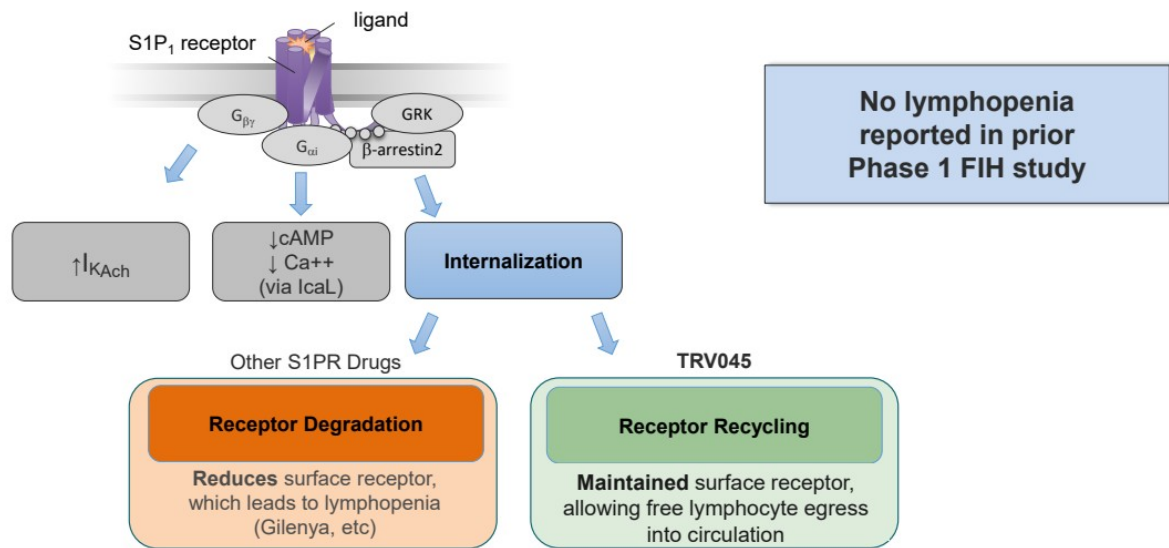 ligand
S1P₁ receptor
Gβγ
Gαi
GRK
β-arrestin2
No lymphopenia
reported in prior
Phase 1 FIH study
↑IKAch
↓cAMP
↓ Ca++
(via IcaL)
Internalization
Other S1PR Drugs
TRV045
Receptor Degradation
Reduces surface receptor,
which leads to lymphopenia
(Gilenya, etc)
Receptor Recycling
Maintained surface receptor,
allowing free lymphocyte egress
into circulation